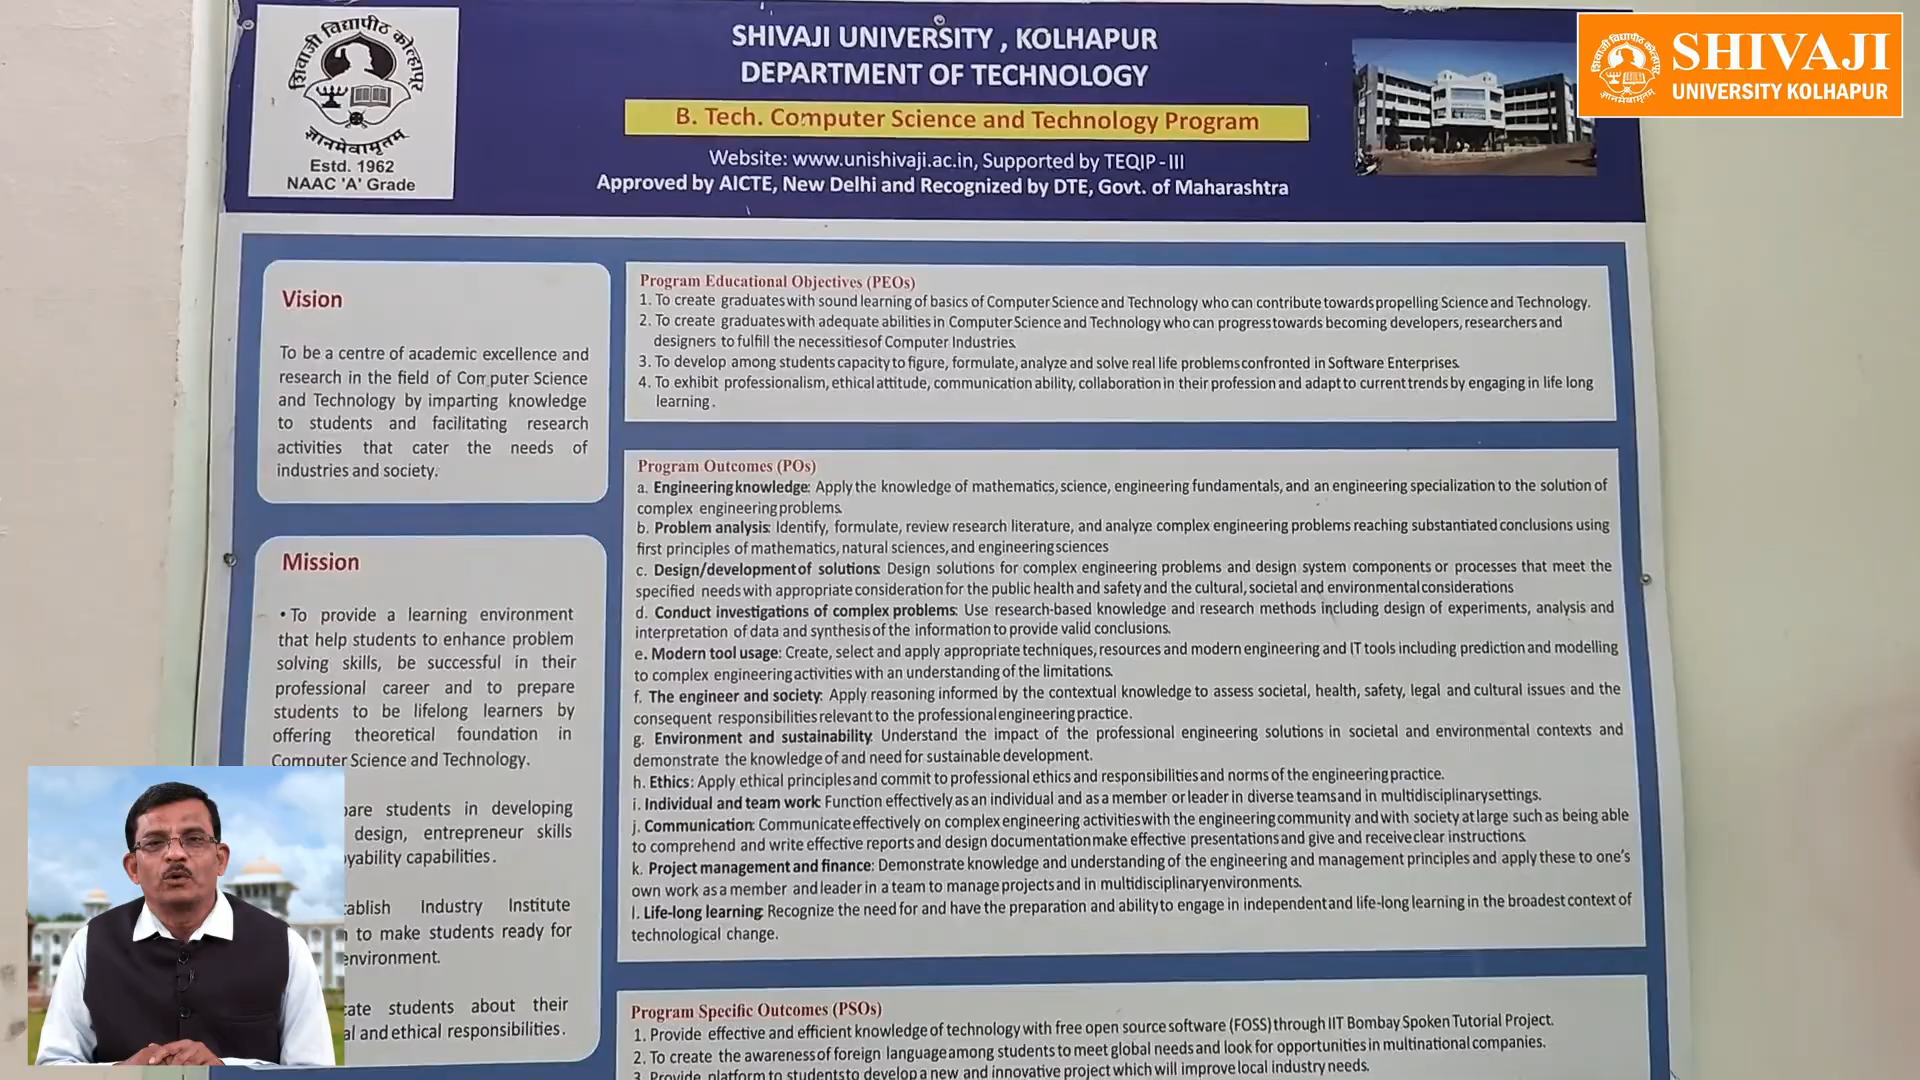 शिवाजी विद्यापीठ कोल्हापूर
ज्ञानमेवामृतम्
Estd. 1962
NAAC 'A' Grade
SHIVAJI UNIVERSITY , KOLHAPUR
DEPARTMENT OF TECHNOLOGY
B. Tech. Computer Science and Technology Program
Website: www.unishivaji.ac.in, Supported by TEQIP - III
Approved by AICTE, New Delhi and Recognized by DTE, Govt. of Maharashtra
SHIVAJI
UNIVERSITY KOLHAPUR
Vision
To be a centre of academic excellence and
research in the field of Computer Science
and Technology by imparting knowledge
to students and facilitating research
activities that cater the needs of
industries and society.
Mission
• To provide a learning environment
that help students to enhance problem
solving skills, be successful in their
professional career and to prepare
students to be lifelong learners by
offering theoretical foundation in
Computer Science and Technology.
students in developing
design, entrepreneur skills
capabilities.
Industry Institute
to make students ready for
students about their
and ethical responsibilities.
Program Educational Objectives (PEOs)
1. To create graduates with sound learning of basics of Computer Science and Technology who can contribute towards propelling Science and Technology.
2. To create graduates with adequate abilities in Computer Science and Technology who can progress towards becoming developers, researchers and
designers to fulfill the necessities of Computer Industries.
3. To develop among students capacity to figure, formulate, analyze and solve real life problems confronted in Software Enterprises.
4. To exhibit professionalism, ethical attitude, communication ability, collaboration in their profession and adapt to current trends by engaging in life long
learning .
Program Outcomes (POs)
a. Engineering knowledge: Apply the knowledge of mathematics, science, engineering fundamentals, and an engineering specialization to the solution of
complex engineering problems.
b. Problem analysis: Identify, formulate, review research literature, and analyze complex engineering problems reaching substantiated conclusions using
first principles of mathematics, natural sciences, and engineering sciences
c. Design/development of solutions: Design solutions for complex engineering problems and design system components or processes that meet the
specified needs with appropriate consideration for the public health and safety and the cultural, societal and environmental considerations
d. Conduct investigations of complex problems: Use research-based knowledge and research methods including design of experiments, analysis and
interpretation of data and synthesis of the information to provide valid conclusions.
e. Modern tool usage: Create, select and apply appropriate techniques, resources and modern engineering and IT tools including prediction and modelling
to complex engineering activities with an understanding of the limitations.
f. The engineer and society: Apply reasoning informed by the contextual knowledge to assess societal, health, safety, legal and cultural issues and the
consequent responsibilities relevant to the professional engineering practice.
g. Environment and sustainability: Understand the impact of the professional engineering solutions in societal and environmental contexts and
demonstrate the knowledge of and need for sustainable development.
h. Ethics: Apply ethical principles and commit to professional ethics and responsibilities and norms of the engineering practice.
i. Individual and team work: Function effectively as an individual and as a member or leader in diverse teams and in multidisciplinary settings.
j. Communication: Communicate effectively on complex engineering activities with the engineering community and with society at large such as being able
to comprehend and write effective reports and design documentation make effective presentations and give and receive clear instructions.
k. Project management and finance: Demonstrate knowledge and understanding of the engineering and management principles and apply these to one's
own work as a member and leader in a team to manage projects and in multidisciplinary environments.
l. Life-long learning: Recognize the need for and have the preparation and ability to engage in independent and life-long learning in the broadest context of
technological change.
Program Specific Outcomes (PSOs)
1. Provide effective and efficient knowledge of technology with free open source software (FOSS) through IIT Bombay Spoken Tutorial Project.
2. To create the awareness of foreign language among students to meet global needs and look for opportunities in multinational companies.
3. Provide platform to students to develop a new and innovative project which will improve local industry needs.